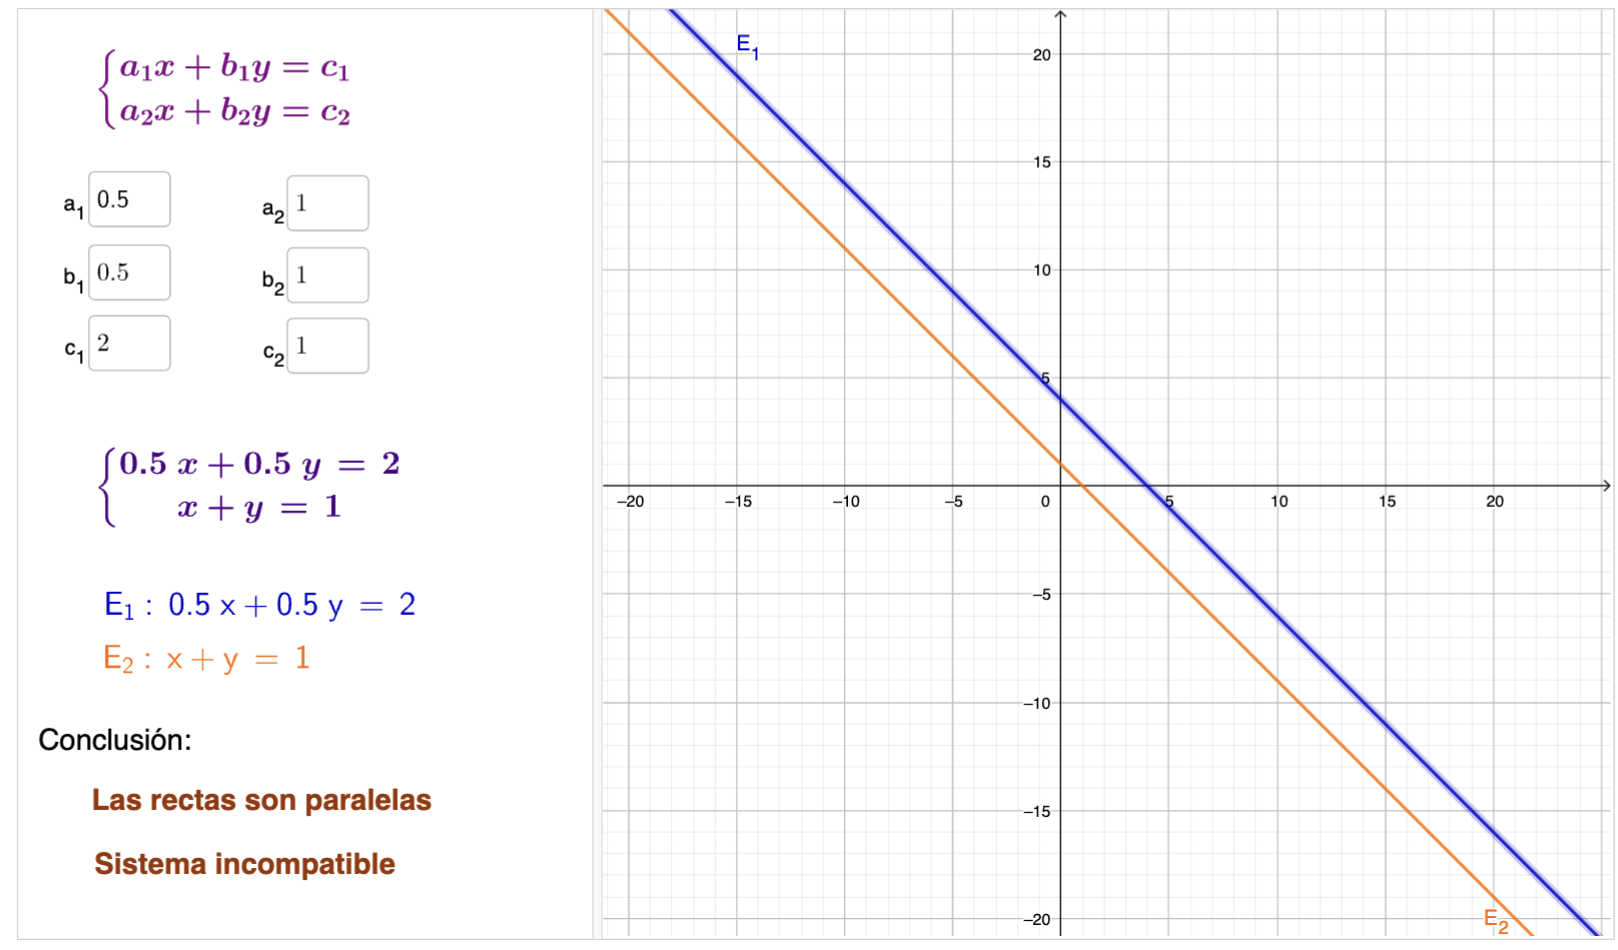 a₁x + b₁y = c₁
a₂x + b₂y = c₂
a₁ 0.5
a₂ 1
b₁ 0.5
b₂ 1
c₁ 2
c₂ 1
0.5 x + 0.5 y = 2
x + y = 1
E₁ : 0.5 x + 0.5 y = 2
E₂ : x + y = 1
Conclusión:
Las rectas son paralelas
Sistema incompatible
E₁
20
15
10
5
–20 –15 –10 –5 0 5 10 15 20
–5
–10
–15
–20
E₂